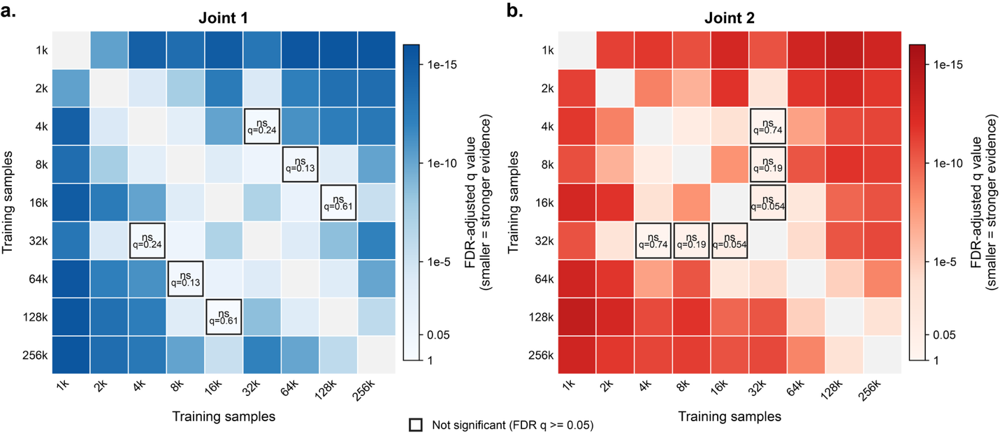 a.
Joint 1
Training samples
1k
2k
4k
8k
16k
32k
64k
128k
256k
ns
q=0.24
ns
q=0.13
ns
q=0.61
ns
q=0.24
ns
q=0.13
ns
q=0.61
1k
2k
4k
8k
16k
32k
64k
128k
256k
Training samples
1e-15
1e-10
1e-5
0.05
1
FDR-adjusted q value
(smaller = stronger evidence)
b.
Joint 2
Training samples
1k
2k
4k
8k
16k
32k
64k
128k
256k
ns
q=0.74
ns
q=0.19
ns
q=0.054
ns
q=0.74
ns
q=0.19
ns
q=0.054
1k
2k
4k
8k
16k
32k
64k
128k
256k
Training samples
1e-15
1e-10
1e-5
0.05
1
FDR-adjusted q value
(smaller = stronger evidence)
Not significant (FDR q >= 0.05)